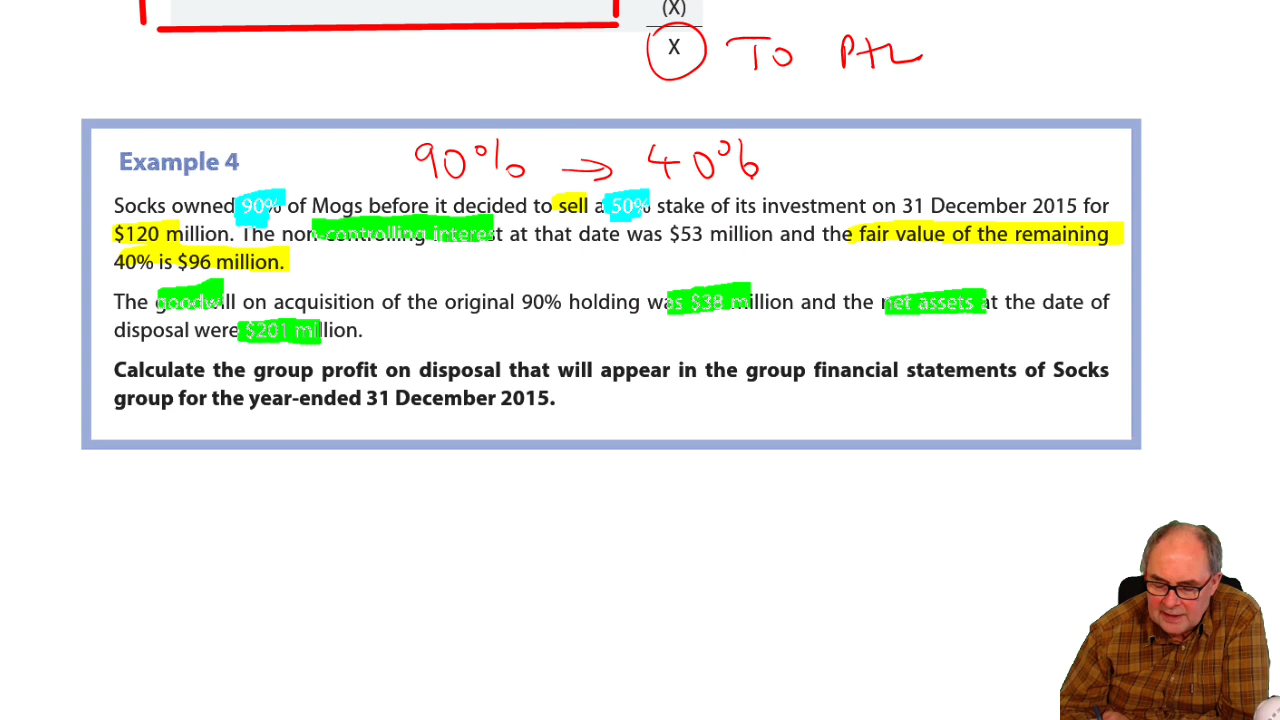 (X)
X TO P+L
Example 4
90% → 40%
Socks owned 90% of Mogs before it decided to sell a 50% stake of its investment on 31 December 2015 for
$120 million. The non-controlling interest at that date was $53 million and the fair value of the remaining
40% is $96 million.
The goodwill on acquisition of the original 90% holding was $38 million and the net assets at the date of
disposal were $201 million.
Calculate the group profit on disposal that will appear in the group financial statements of Socks
group for the year-ended 31 December 2015.